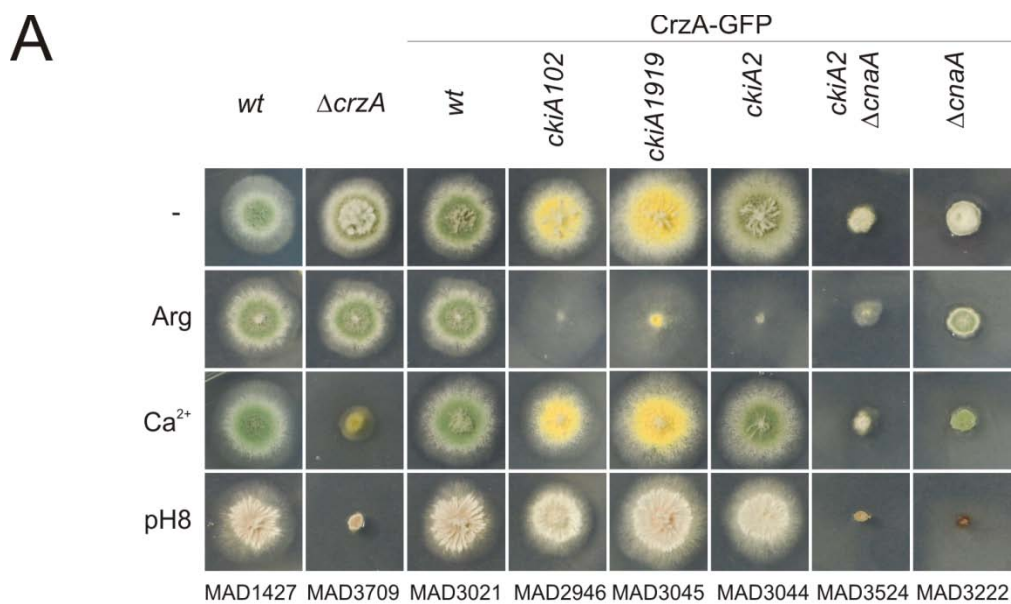 A
CrzA-GFP
wt ΔcrzA wt ckiA102 ckiA1919 ckiA2 ckiA2 ΔcnaA ΔcnaA
-
Arg
Ca²⁺
pH8
MAD1427 MAD3709 MAD3021 MAD2946 MAD3045 MAD3044 MAD3524 MAD3222